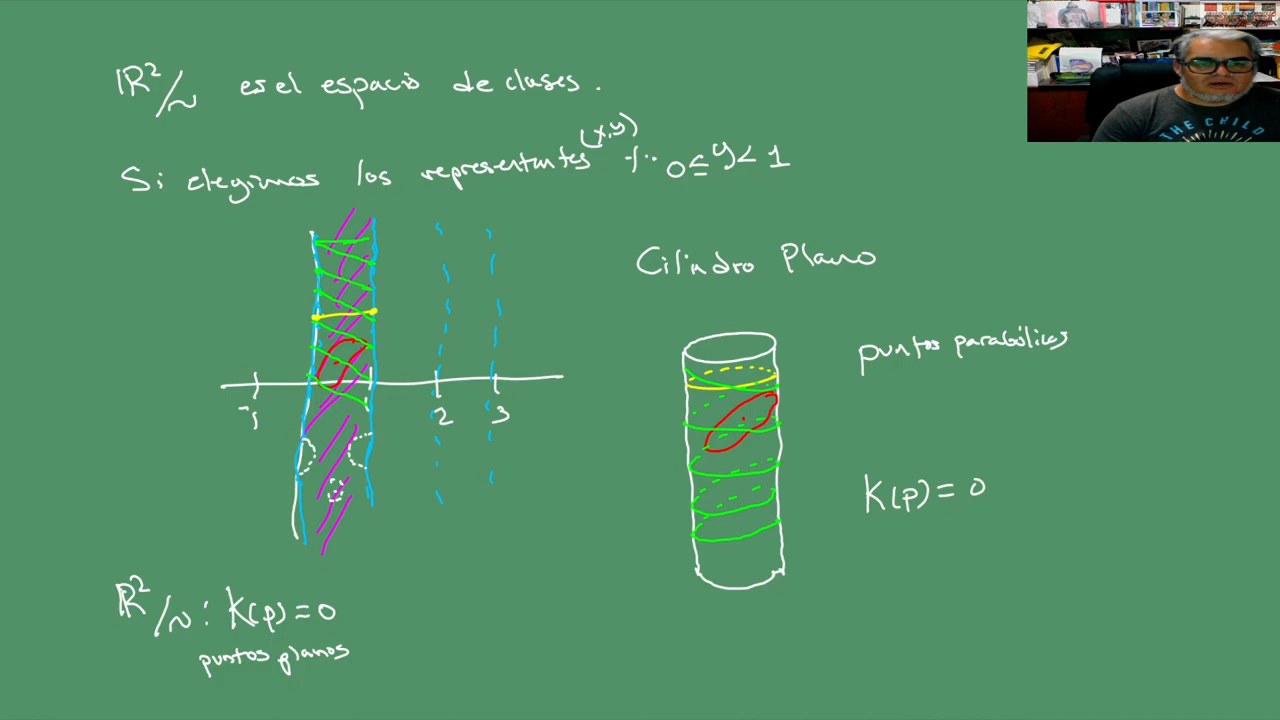 ℝ²/~ es el espacio de clases.
Si elegimos los representantes (x,y) t.. 0≤y<1
Cilindro Plano
puntos parabólicos
-1 2 3
K(p)=0
ℝ²/~ : K(p)=0
puntos planos
THE CHILD